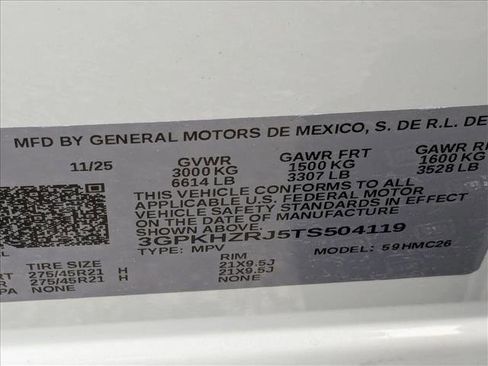 MFD BY GENERAL MOTORS DE MEXICO, S. DE R.L. DE
11/25 GVWR GAWR FRT GAWR
3000 KG 1500 KG 1600 KG
6614 LB 3307 LB 3528 LB
THIS VEHICLE CONFORMS TO ALL
APPLICABLE U.S. FEDERAL MOTOR
VEHICLE SAFETY STANDARDS IN EFFECT
ON THE DATE OF MANUFACTURE
SHOWN ABOVE.
3GPKHZRJ5TS504119
TYPE: MPV MODEL: 59HMC26
TIRE SIZE RIM
RT 275/45R21 H 21X9.5J
RR 275/45R21 H 21X9.5J
PA NONE NONE